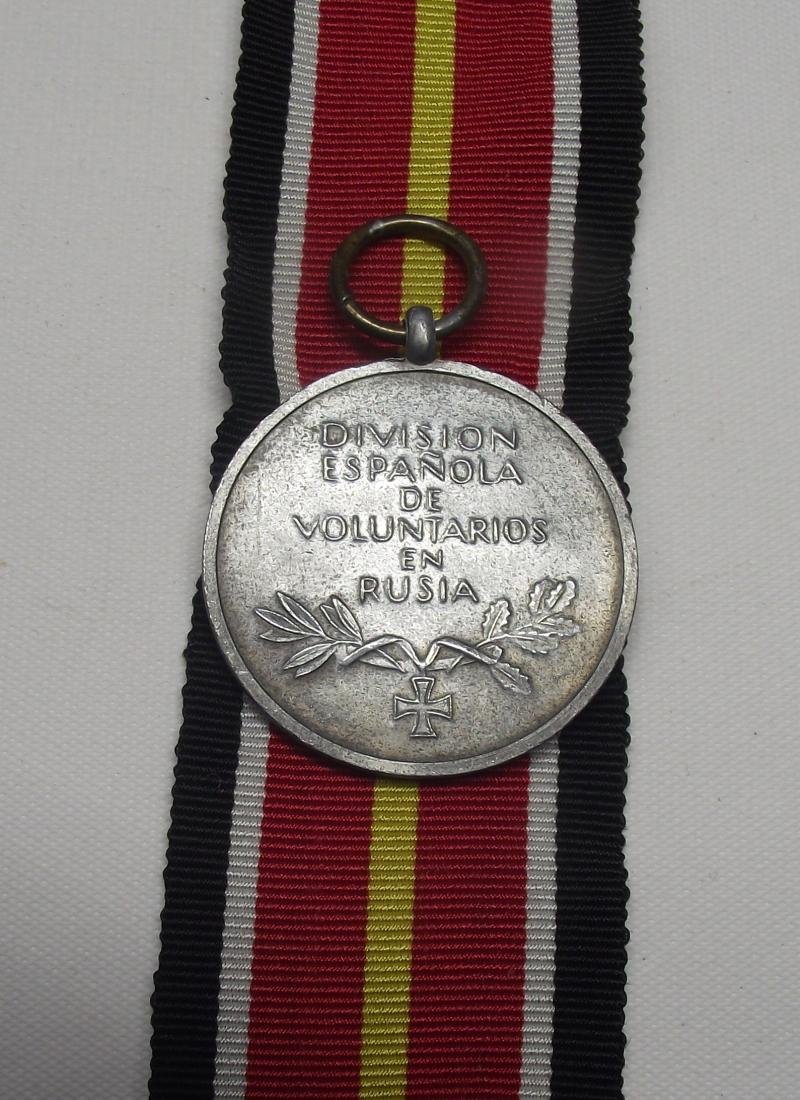 DIVISION
ESPAÑOLA
DE
VOLUNTARIOS
EN
RUSIA